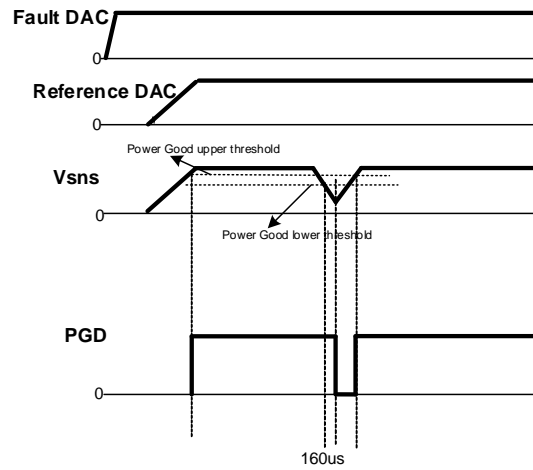 Fault DAC
0
Reference DAC
0
Power Good upper threshold
Vsns
0
Power Good lower threshold
PGD
0
160us